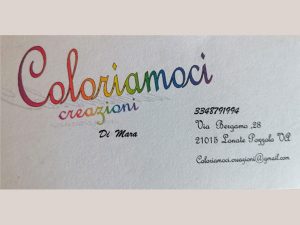 Coloriamoci
creazioni
Di Mara
3348791994
Via Bergamo ,28
21015 Lonate Pozzolo VA
Coloriamoci.creazioni@gmail.com